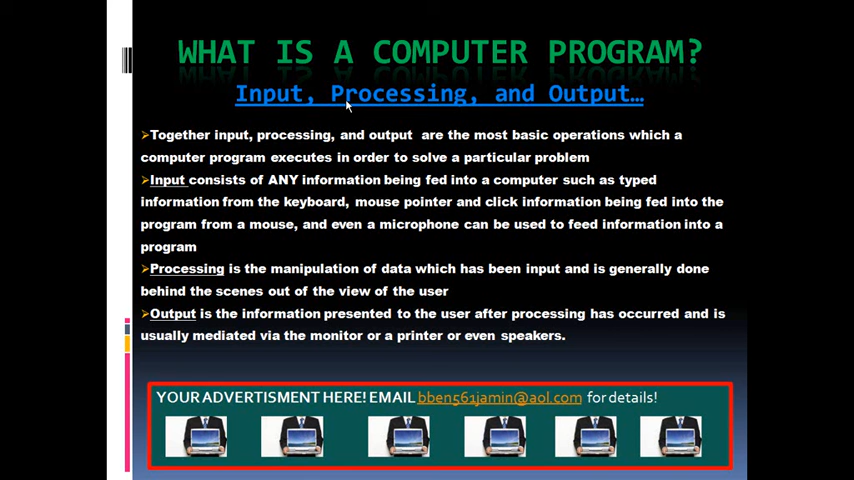 WHAT IS A COMPUTER PROGRAM?
Input, Processing, and Output…
➢Together input, processing, and output are the most basic operations which a
computer program executes in order to solve a particular problem
➢Input consists of ANY information being fed into a computer such as typed
information from the keyboard, mouse pointer and click information being fed into the
program from a mouse, and even a microphone can be used to feed information into a
program
➢Processing is the manipulation of data which has been input and is generally done
behind the scenes out of the view of the user
➢Output is the information presented to the user after processing has occurred and is
usually mediated via the monitor or a printer or even speakers.
YOUR ADVERTISMENT HERE! EMAIL bben561jamin@aol.com for details!